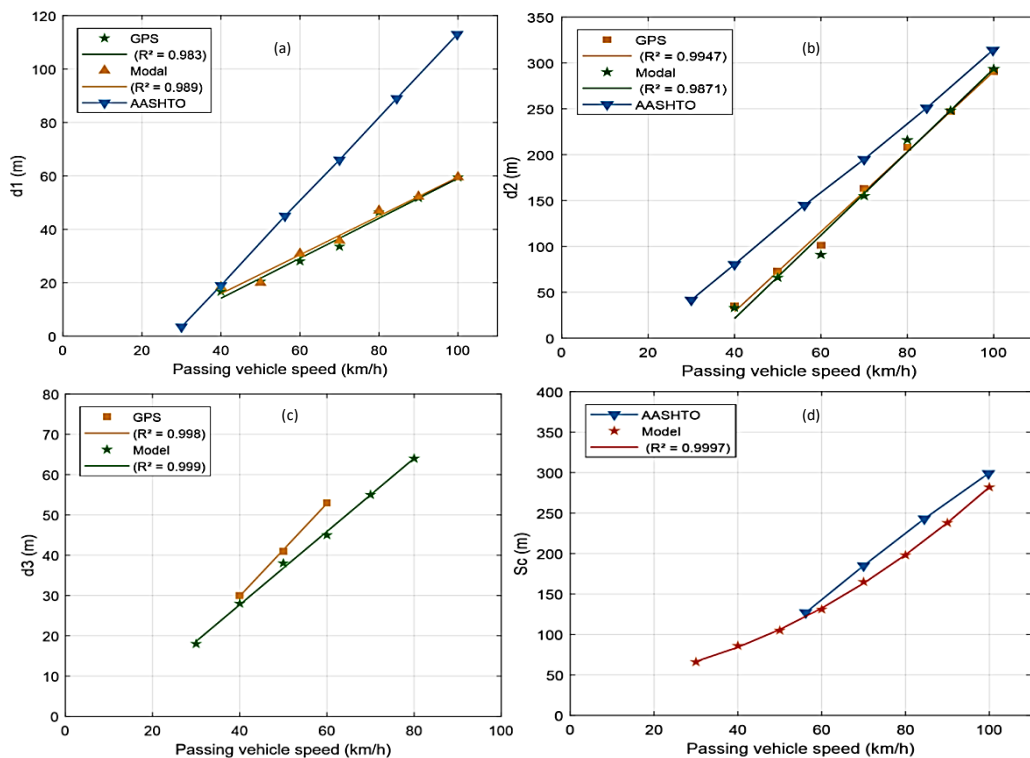 120
100
80
60
40
20
0
d1 (m)
GPS
(R² = 0.983)
Modal
(R² = 0.989)
AASHTO
(a)
0 20 40 60 80 100
Passing vehicle speed (km/h)
350
300
250
200
150
100
50
0
d2 (m)
GPS
(R² = 0.9947)
Modal
(R² = 0.9871)
AASHTO
(b)
0 20 40 60 80 100
Passing vehicle speed (km/h)
80
70
60
50
40
30
20
10
0
d3 (m)
GPS
(R² = 0.998)
Model
(R² = 0.999)
(c)
0 20 40 60 80 100
Passing vehicle speed (km/h)
400
350
300
250
200
150
100
50
0
Sc (m)
AASHTO
Model
(R² = 0.9997)
(d)
0 20 40 60 80 100
Passing vehicle speed (km/h)